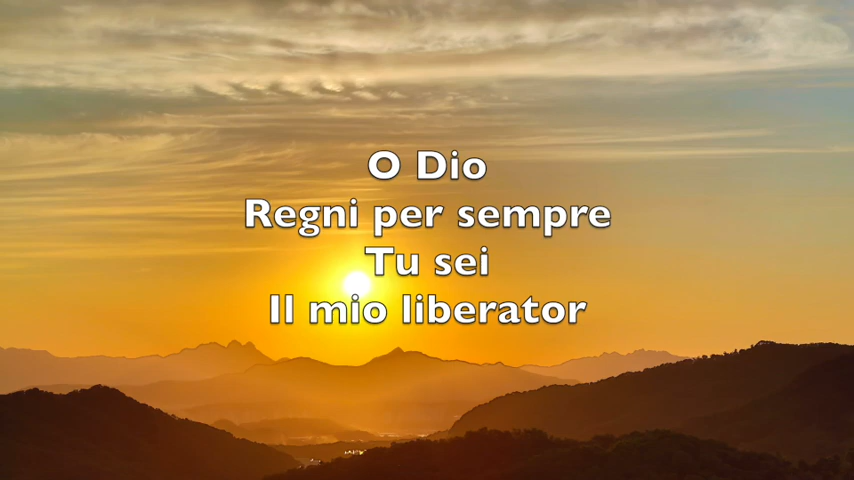 O Dio
Regni per sempre
Tu sei
Il mio liberator